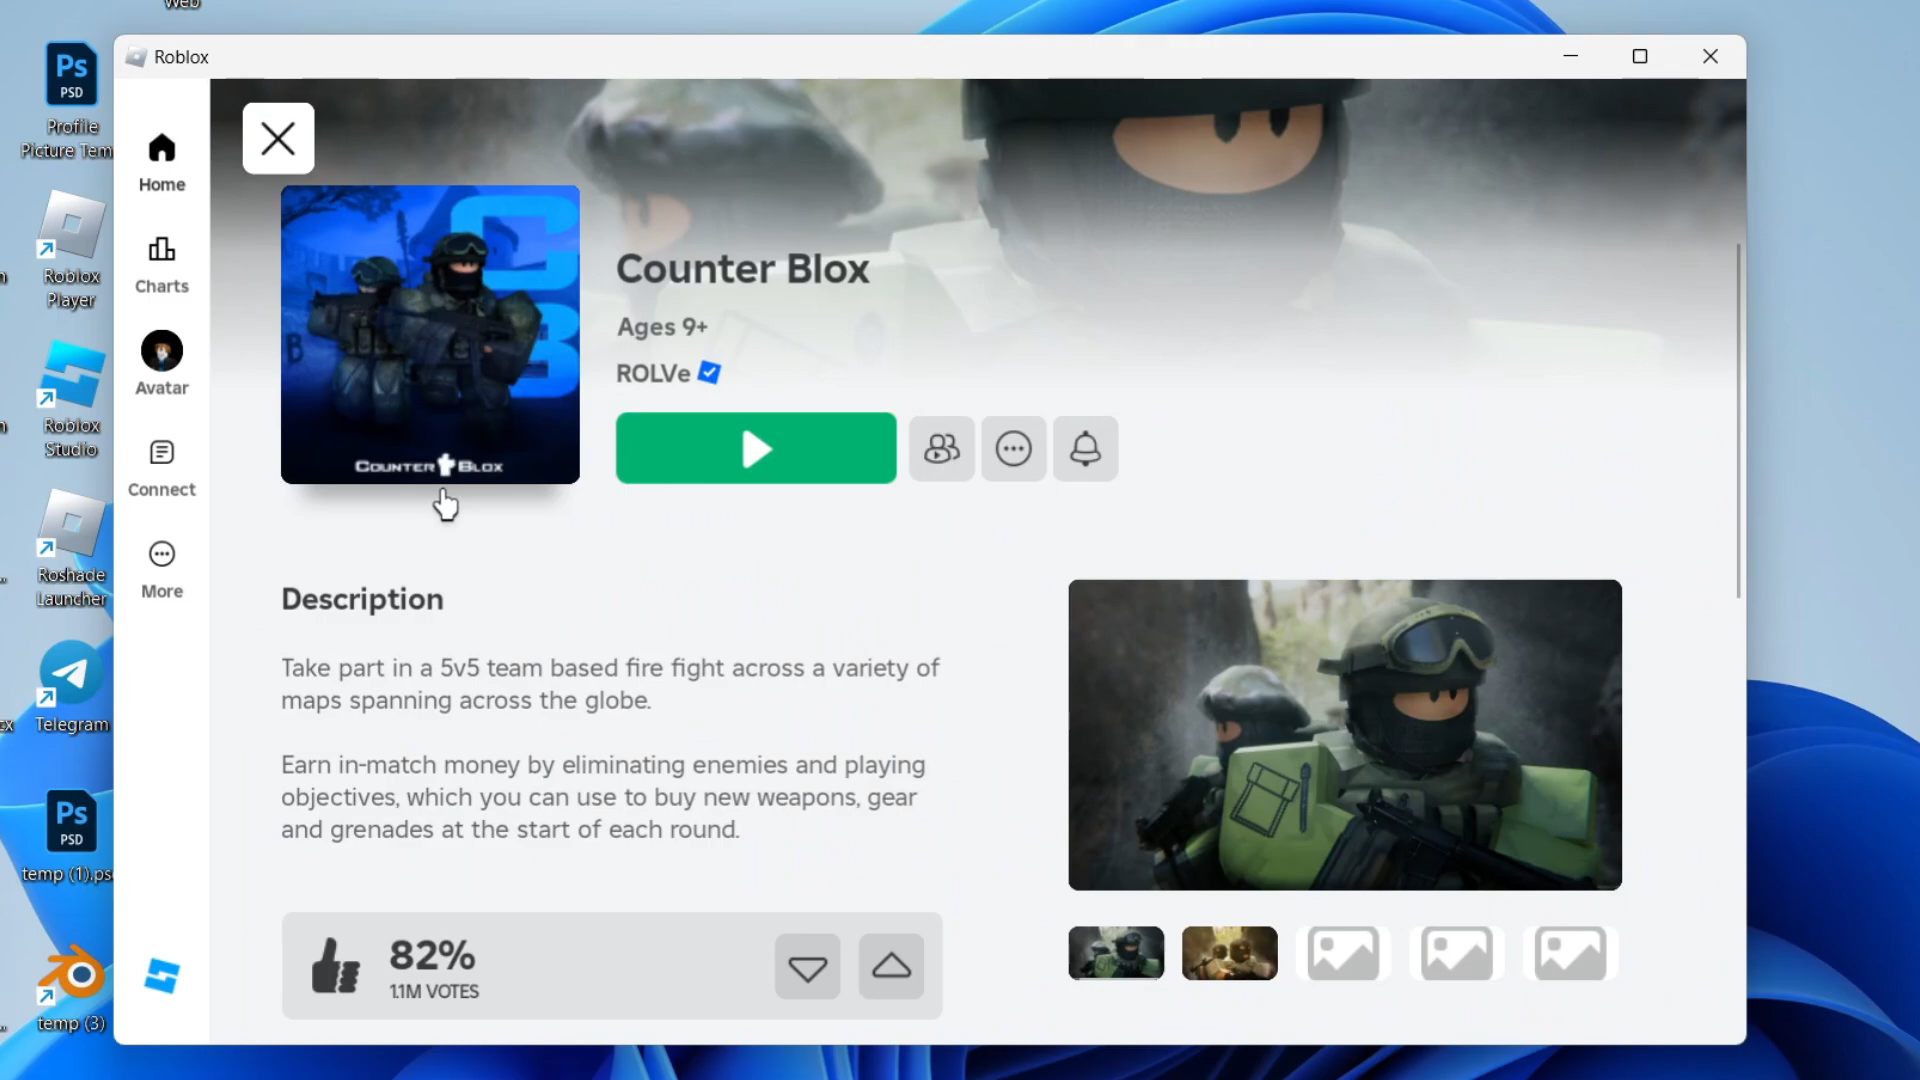 Web
Roblox
PS
PSD
Profile
Picture Tem
Roblox
Player
Roblox
Studio
Roshade
Launcher
Telegram
Ps
PSD
temp (1).ps
temp (3)
Home
Charts
Avatar
Connect
More
CB
B
COUNTER BLOX
Counter Blox
Ages 9+
ROLVe
Description
Take part in a 5v5 team based fire fight across a variety of
maps spanning across the globe.
Earn in-match money by eliminating enemies and playing
objectives, which you can use to buy new weapons, gear
and grenades at the start of each round.
82%
1.1M VOTES